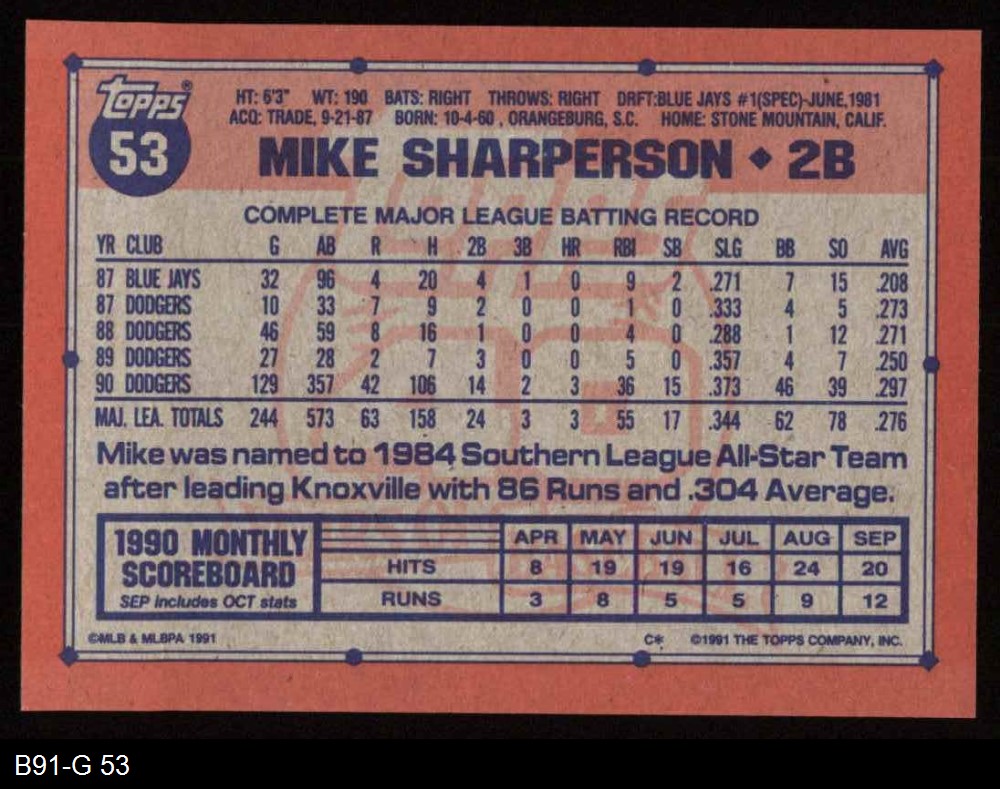 TOPPS®
53
HT: 6'3" WT: 190 BATS: RIGHT THROWS: RIGHT DRFT:BLUE JAYS #1(SPEC)-JUNE,1981
ACQ: TRADE, 9-21-87 BORN: 10-4-60 , ORANGEBURG, S.C. HOME: STONE MOUNTAIN, CALIF.
MIKE SHARPERSON ◆ 2B
COMPLETE MAJOR LEAGUE BATTING RECORD
YR CLUB G AB R H 2B 3B HR RBI SB SLG BB SO AVG
87 BLUE JAYS 32 96 4 20 4 1 0 9 2 .271 7 15 .208
87 DODGERS 10 33 7 9 2 0 0 1 0 .333 4 5 .273
88 DODGERS 46 59 8 16 1 0 0 4 0 .288 1 12 .271
89 DODGERS 27 28 2 7 3 0 0 5 0 .357 4 7 .250
90 DODGERS 129 357 42 106 14 2 3 36 15 .373 46 39 .297
MAJ. LEA. TOTALS 244 573 63 158 24 3 3 55 17 .344 62 78 .276
Mike was named to 1984 Southern League All-Star Team
after leading Knoxville with 86 Runs and .304 Average.
1990 MONTHLY
SCOREBOARD
SEP includes OCT stats
APR MAY JUN JUL AUG SEP
HITS 8 19 19 16 24 20
RUNS 3 8 5 5 9 12
©MLB & MLBPA 1991 C* ©1991 THE TOPPS COMPANY, INC.
B91-G 53